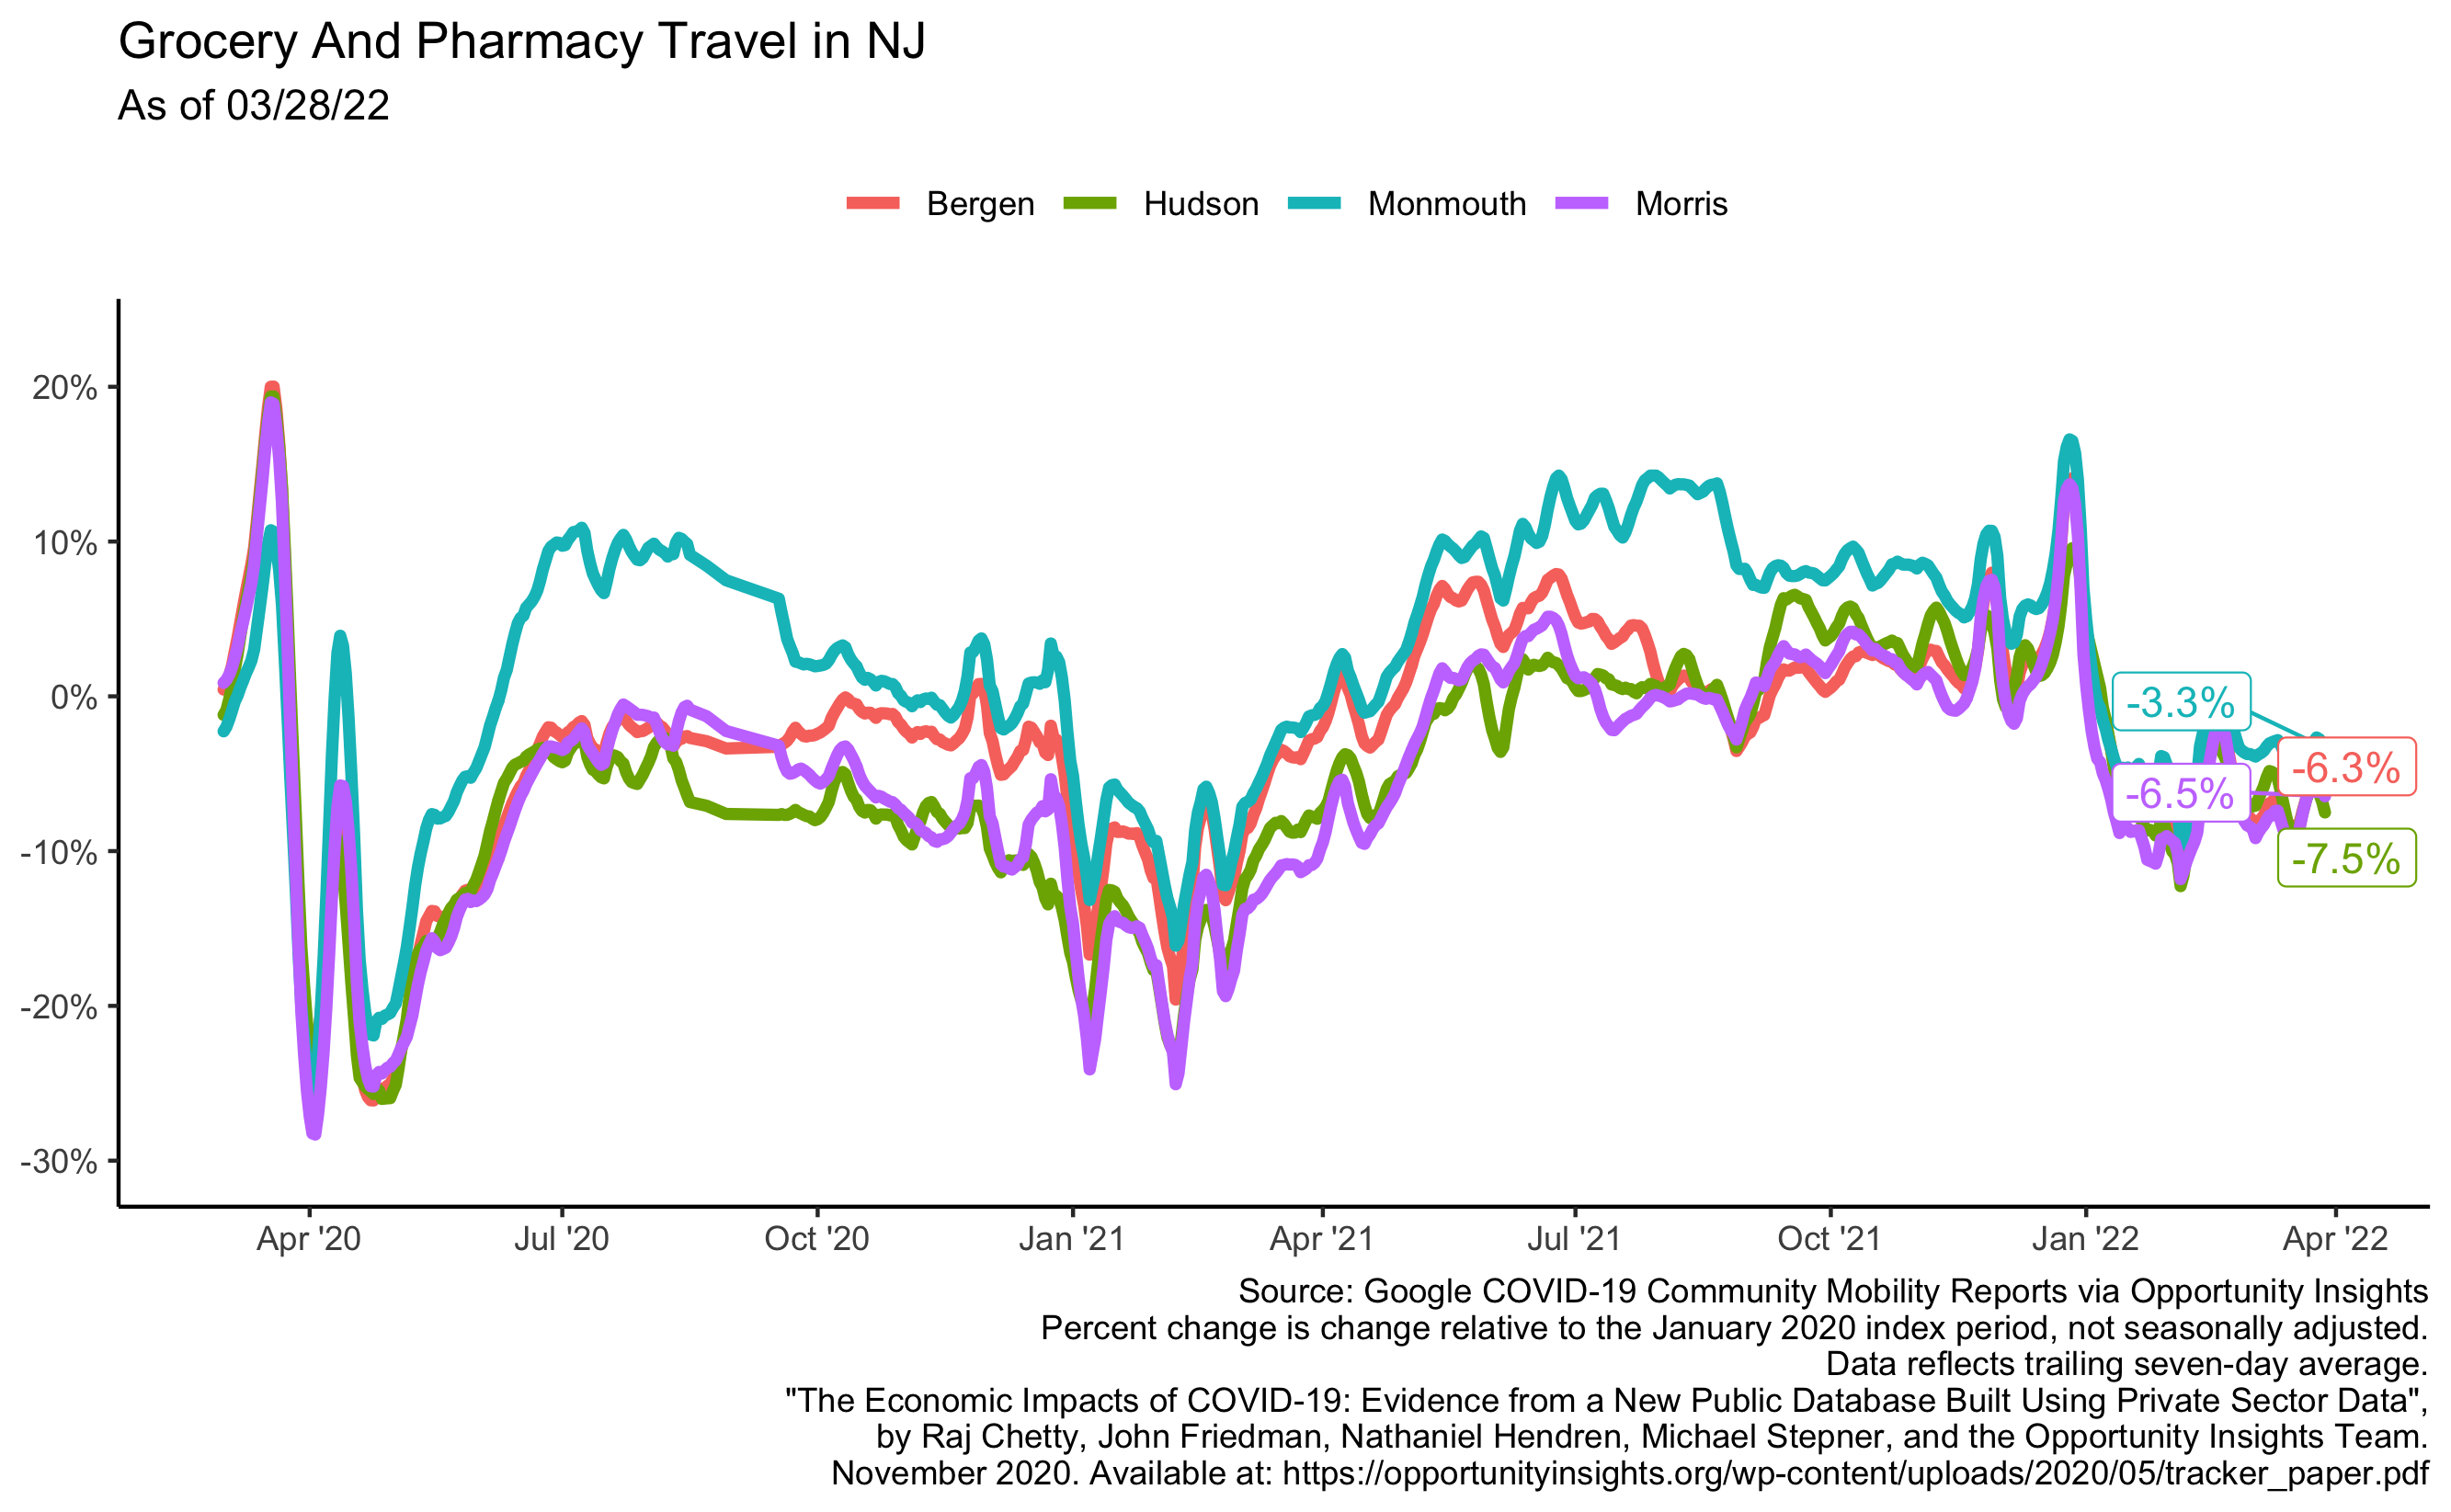 Grocery And Pharmacy Travel in NJ
As of 03/28/22
Bergen Hudson Monmouth Morris
20%
10%
0%
-10%
-20%
-30%
-3.3%
-6.3%
-6.5%
-7.5%
Apr '20 Jul '20 Oct '20 Jan '21 Apr '21 Jul '21 Oct '21 Jan '22 Apr '22
Source: Google COVID-19 Community Mobility Reports via Opportunity Insights
Percent change is change relative to the January 2020 index period, not seasonally adjusted.
Data reflects trailing seven-day average.
"The Economic Impacts of COVID-19: Evidence from a New Public Database Built Using Private Sector Data",
by Raj Chetty, John Friedman, Nathaniel Hendren, Michael Stepner, and the Opportunity Insights Team.
November 2020. Available at: https://opportunityinsights.org/wp-content/uploads/2020/05/tracker_paper.pdf